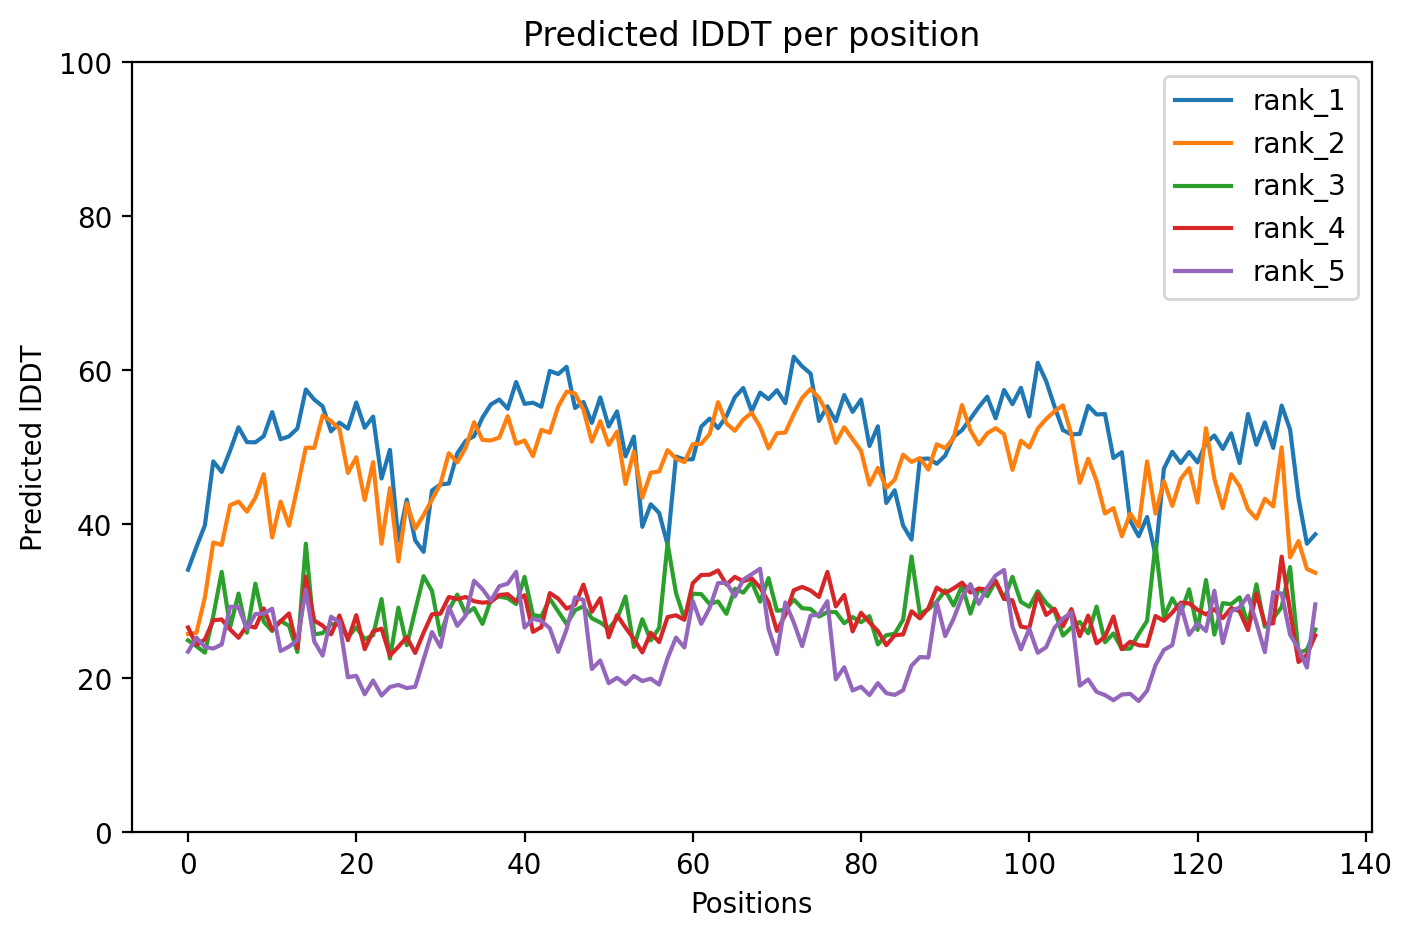 Predicted lDDT per position
100
80
60
40
20
0
Predicted lDDT
0 20 40 60 80 100 120 140
Positions
rank_1
rank_2
rank_3
rank_4
rank_5